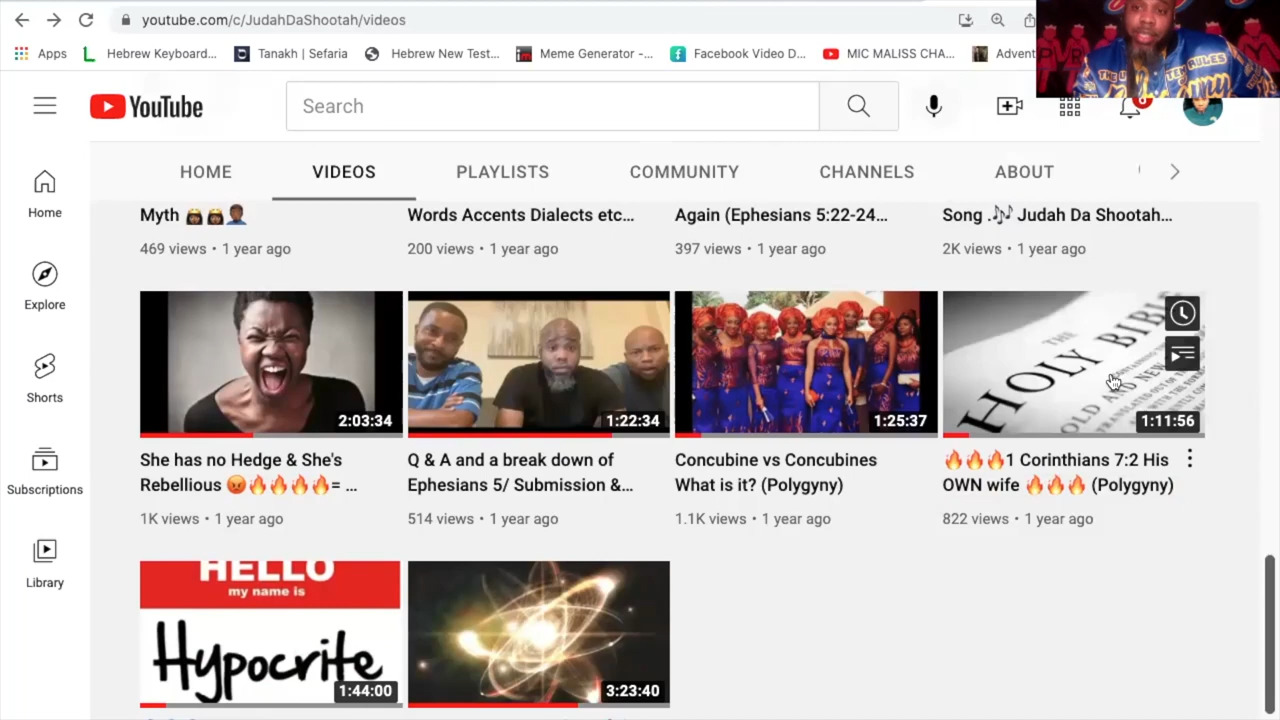 youtube.com/c/JudahDaShootah/videos
Apps
Hebrew Keyboard...
Tanakh | Sefaria
Hebrew New Test...
Meme Generator -...
Facebook Video D...
MIC MALISS CHA...
Advent
YouTube
Search
HOME
VIDEOS
PLAYLISTS
COMMUNITY
CHANNELS
ABOUT
Home
Explore
Shorts
Subscriptions
Library
Myth 👸🏾👸🏾🤦🏾‍♂️
469 views • 1 year ago
Words Accents Dialects etc...
200 views • 1 year ago
Again (Ephesians 5:22-24...
397 views • 1 year ago
Song .🎶 Judah Da Shootah...
2K views • 1 year ago
2:03:34
She has no Hedge & She's
Rebellious 😡🔥🔥🔥🔥= ...
1K views • 1 year ago
1:22:34
Q & A and a break down of
Ephesians 5/ Submission &...
514 views • 1 year ago
1:25:37
Concubine vs Concubines
What is it? (Polygyny)
1.1K views • 1 year ago
THE
HOLY BIBLE
OLD AND NEW
1:11:56
🔥🔥🔥1 Corinthians 7:2 His
OWN wife 🔥🔥🔥 (Polygyny)
822 views • 1 year ago
HELLO
my name is
Hypocrite
1:44:00
3:23:40